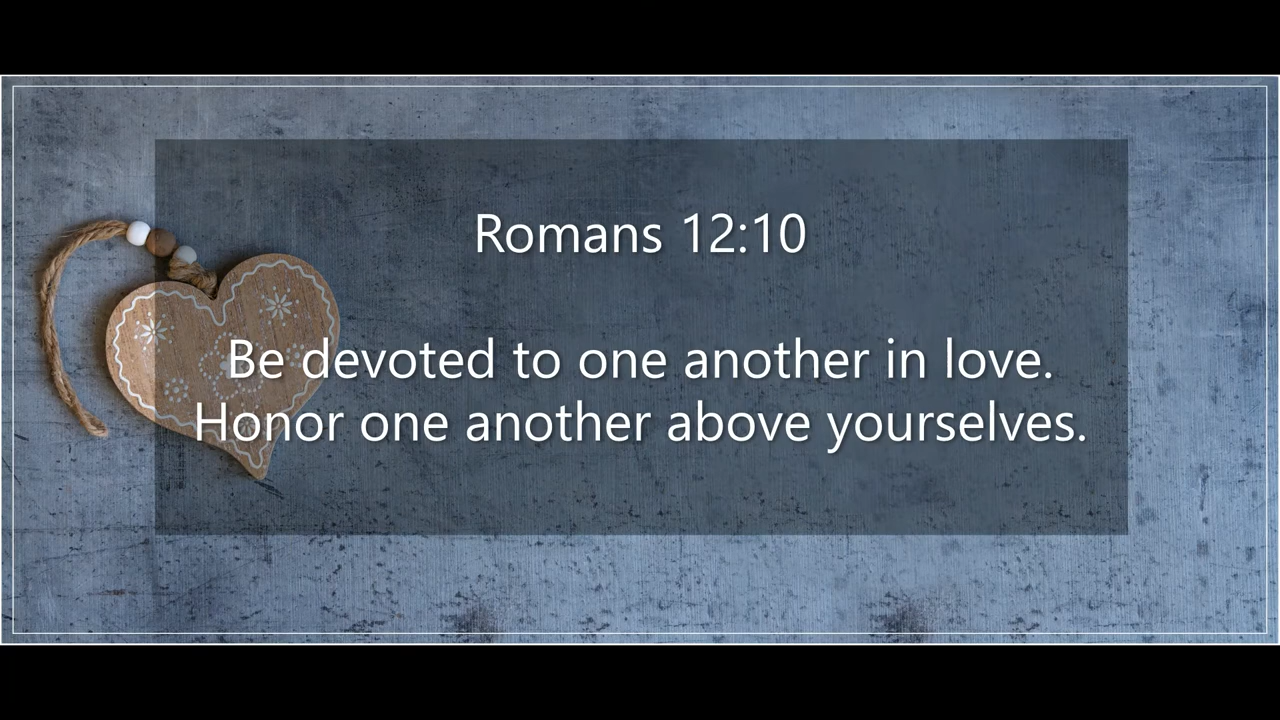 Romans 12:10
Be devoted to one another in love.
Honor one another above yourselves.